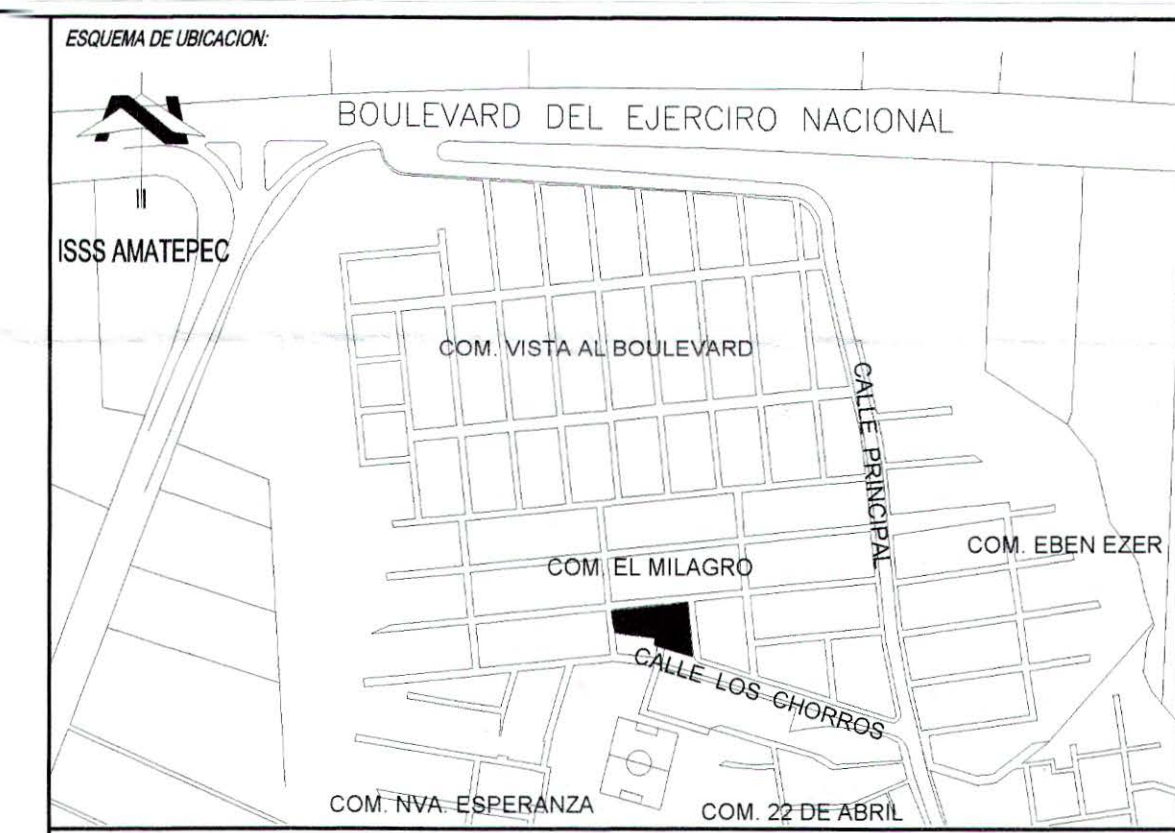 ESQUEMA DE UBICACION:
BOULEVARD DEL EJERCIRO NACIONAL
ISSS AMATEPEC
COM. VISTA AL BOULEVARD
CALLE PRINCIPAL
COM. EBEN EZER
COM. EL MILAGRO
CALLE LOS CHORROS
COM. NVA. ESPERANZA
COM. 22 DE ABRIL